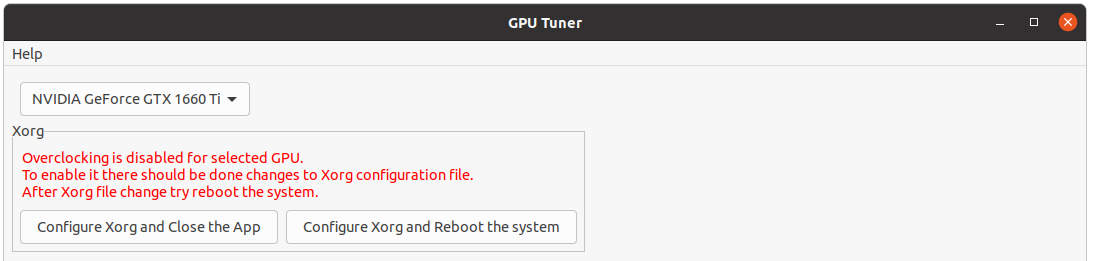 GPU Tuner
Help
NVIDIA GeForce GTX 1660 Ti
Xorg
Overclocking is disabled for selected GPU.
To enable it there should be done changes to Xorg configuration file.
After Xorg file change try reboot the system.
Configure Xorg and Close the App
Configure Xorg and Reboot the system